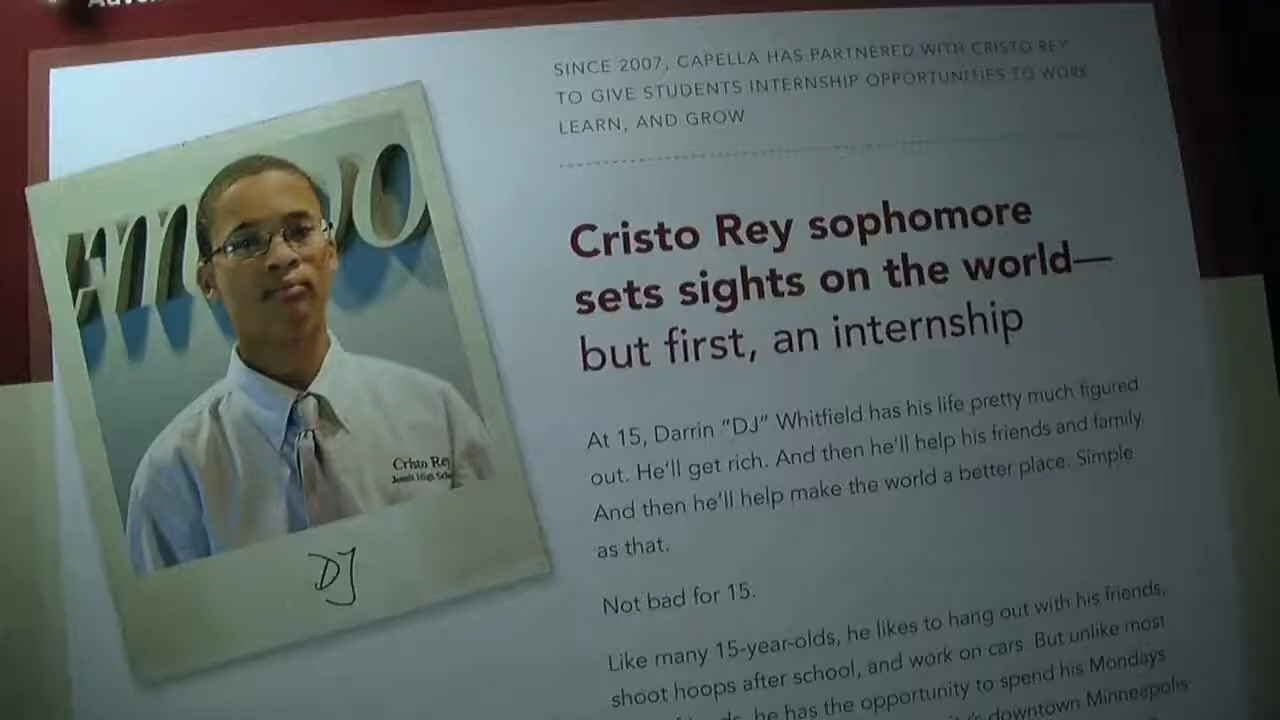 SINCE 2007, CAPELLA HAS PARTNERED WITH CRISTO REY
TO GIVE STUDENTS INTERNSHIP OPPORTUNITIES TO WORK
LEARN, AND GROW
Cristo Rey sophomore
sets sights on the world—
but first, an internship
At 15, Darrin “DJ” Whitfield has his life pretty much figured
out. He’ll get rich. And then he’ll help his friends and family.
And then he’ll help make the world a better place. Simple
as that.
Not bad for 15.
Like many 15-year-olds, he likes to hang out with his friends,
shoot hoops after school, and work on cars. But unlike most
he has the opportunity to spend his Mondays
downtown Minneapolis
Cristo Rey
Jesuit High
DJ